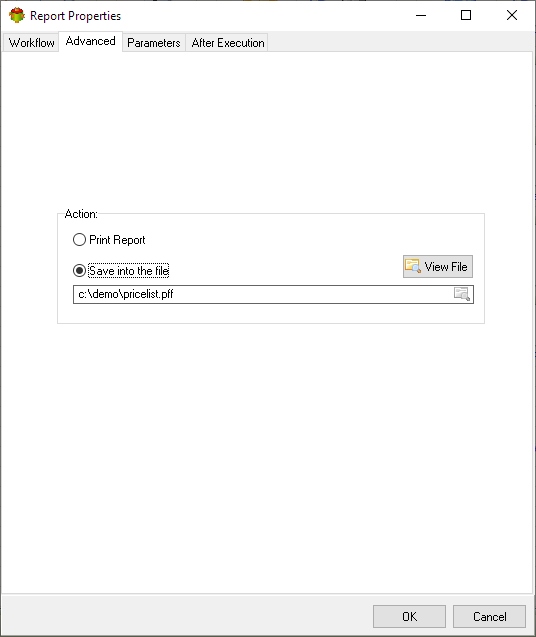 Report Properties
Workflow Advanced Parameters After Execution
Action:
Print Report
Save into the file
View File
c:\demo\pricelist.pff
OK Cancel